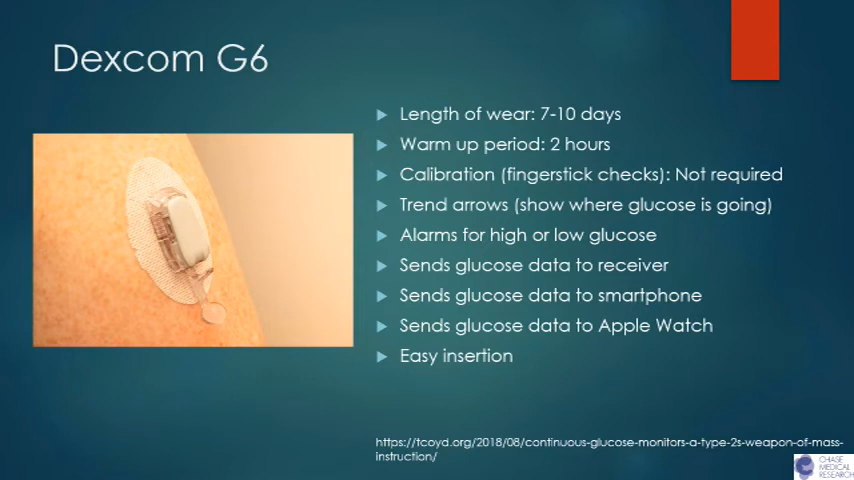 Dexcom G6
Length of wear: 7-10 days
Warm up period: 2 hours
Calibration (fingerstick checks): Not required
Trend arrows (show where glucose is going)
Alarms for high or low glucose
Sends glucose data to receiver
Sends glucose data to smartphone
Sends glucose data to Apple Watch
Easy insertion
https://tcoyd.org/2018/08/continuous-glucose-monitors-a-type-2s-weapon-of-mass-
instruction/
CHASE
MEDICAL
RESEARCH